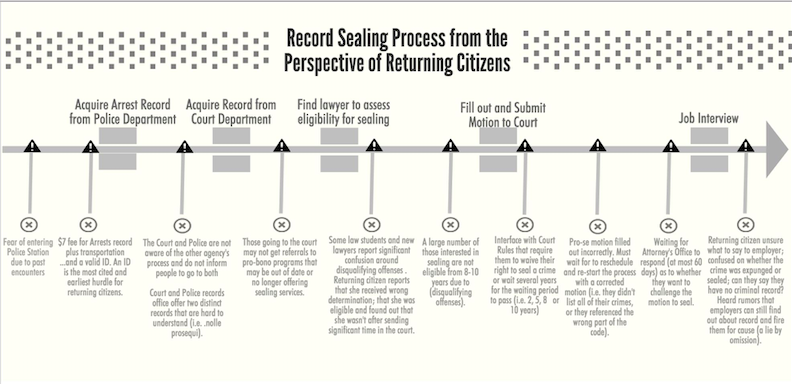 Record Sealing Process from the
Perspective of Returning Citizens
Acquire Arrest Record
from Police Department
Acquire Record from
Court Department
Find lawyer to assess
eligibility for sealing
Fill out and Submit
Motion to Court
Job Interview
Fear of entering
Police Station
due to past
encounters
$7 fee for Arrests record
plus transportation
...and a valid ID. An ID
is the most cited and
earliest hurdle for
returning citizens.
The Court and Police are not
aware of the other agency's
process and do not inform
people to go to both
Court and Police records
office offer two distinct
records that are hard to
understand (i.e. .nolle
prosequi).
Those going to the court
may not get referrals to
pro-bono programs that
may be out of date or
no longer offering
sealing services.
Some law students and new
lawyers report significant
confusion around
disqualifying offenses .
Returning citizen reports
that she received wrong
determination; that she was
eligible and found out that
she wasn't after sending
significant time in the court.
A large number of
those interested in
sealing are not
eligible from 8-10
years due to
(disqualifying
offenses).
Interface with Court
Rules that require
them to waive their
right to seal a crime
or wait several years
for the waiting period
to pass (i.e. 2, 5, 8 or
10 years)
Pro-se motion filled
out incorrectly. Must
wait for to reschedule
and re-start the process
with a corrected motion
(i.e. they didn't
list all of their crimes,
or they referenced the
wrong part of the
code).
Waiting for
Attorney's Office to
respond (at most 60
days) as to whether
they want to
challenge the
motion to seal.
Returning citizen unsure
what to say to employer;
confused on whether the
crime was expunged or
sealed; can they say they
have no criminal record?
Heard rumors that
employers can still find
out about record and fire
them for cause (a lie by
omission).